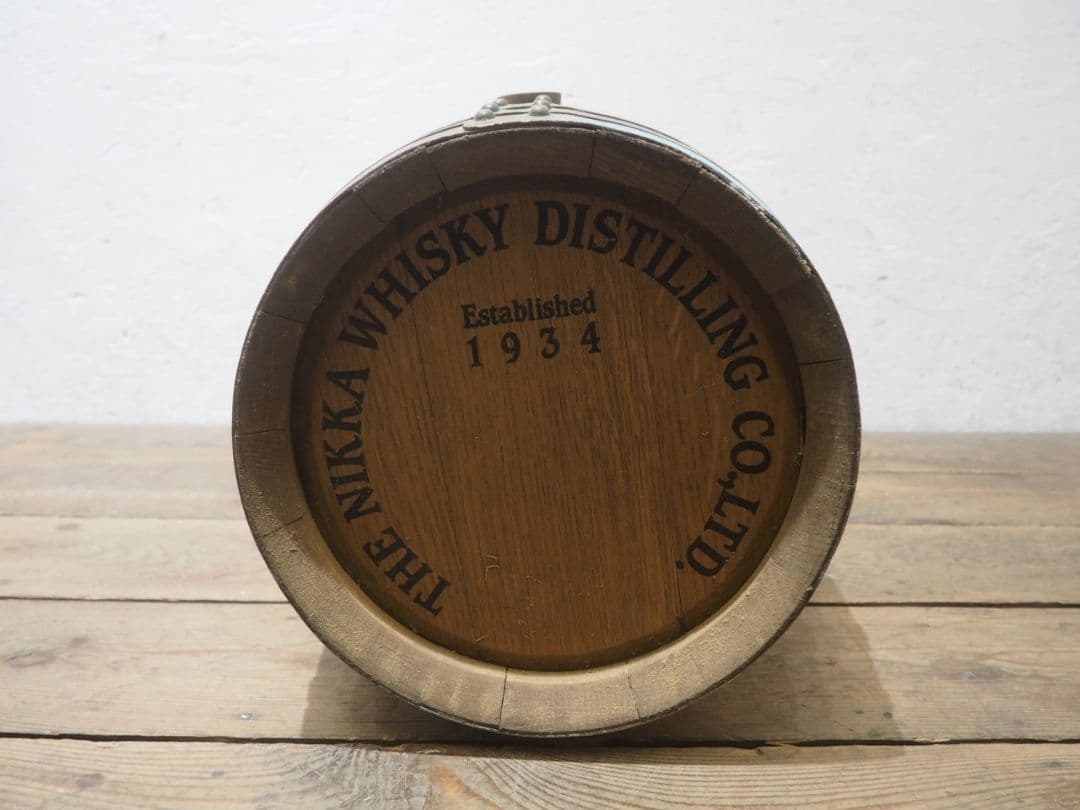 THE NIKKA WHISKY DISTILLING CO.,LTD.
Established
1934